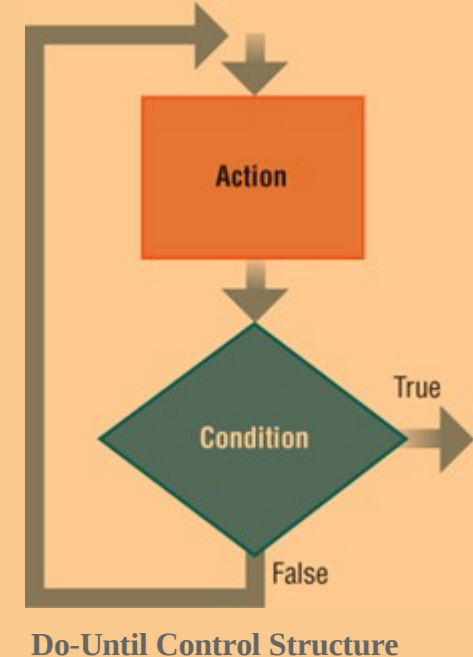 Action
True
Condition
False
Do-Until Control Structure